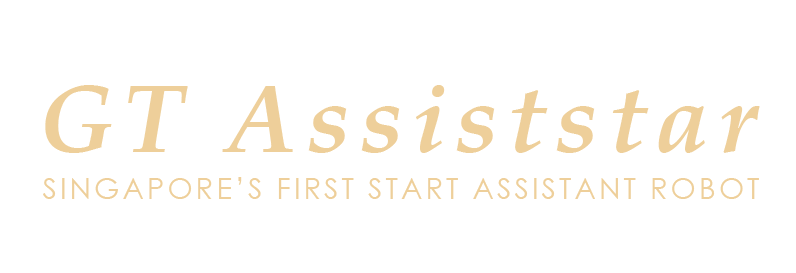 GT Assiststar
SINGAPORE'S FIRST START ASSISTANT ROBOT